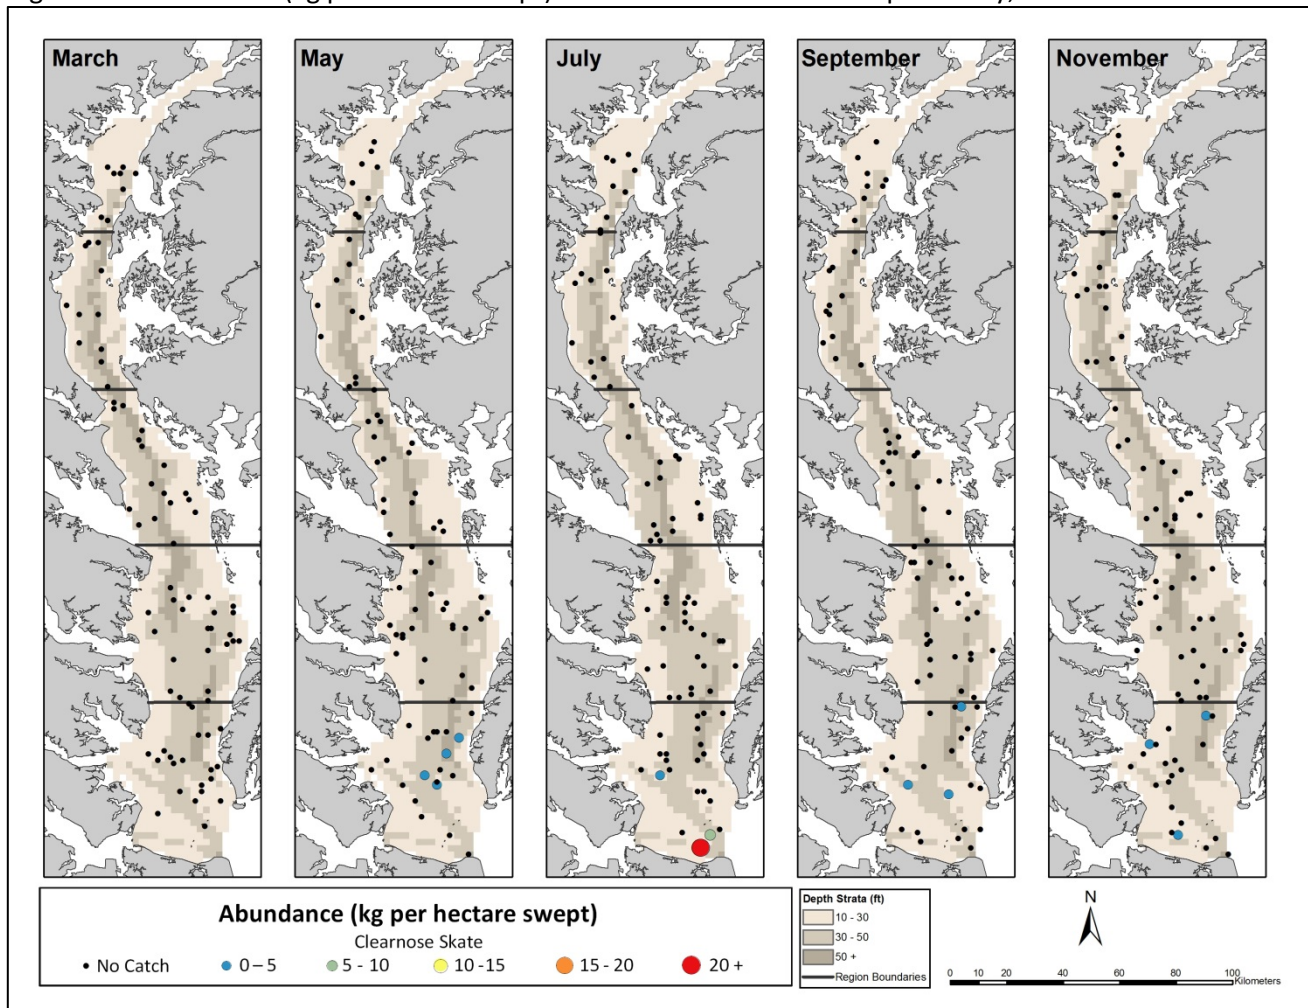 March
May
July
September
November
Abundance (kg per hectare swept)
Clearnose Skate
No Catch
0 – 5
5 - 10
10 -15
15 - 20
20 +
Depth Strata (ft)
10 - 30
30 - 50
50 +
Region Boundaries
N
0 10 20 40 60 80 100
Kilometers